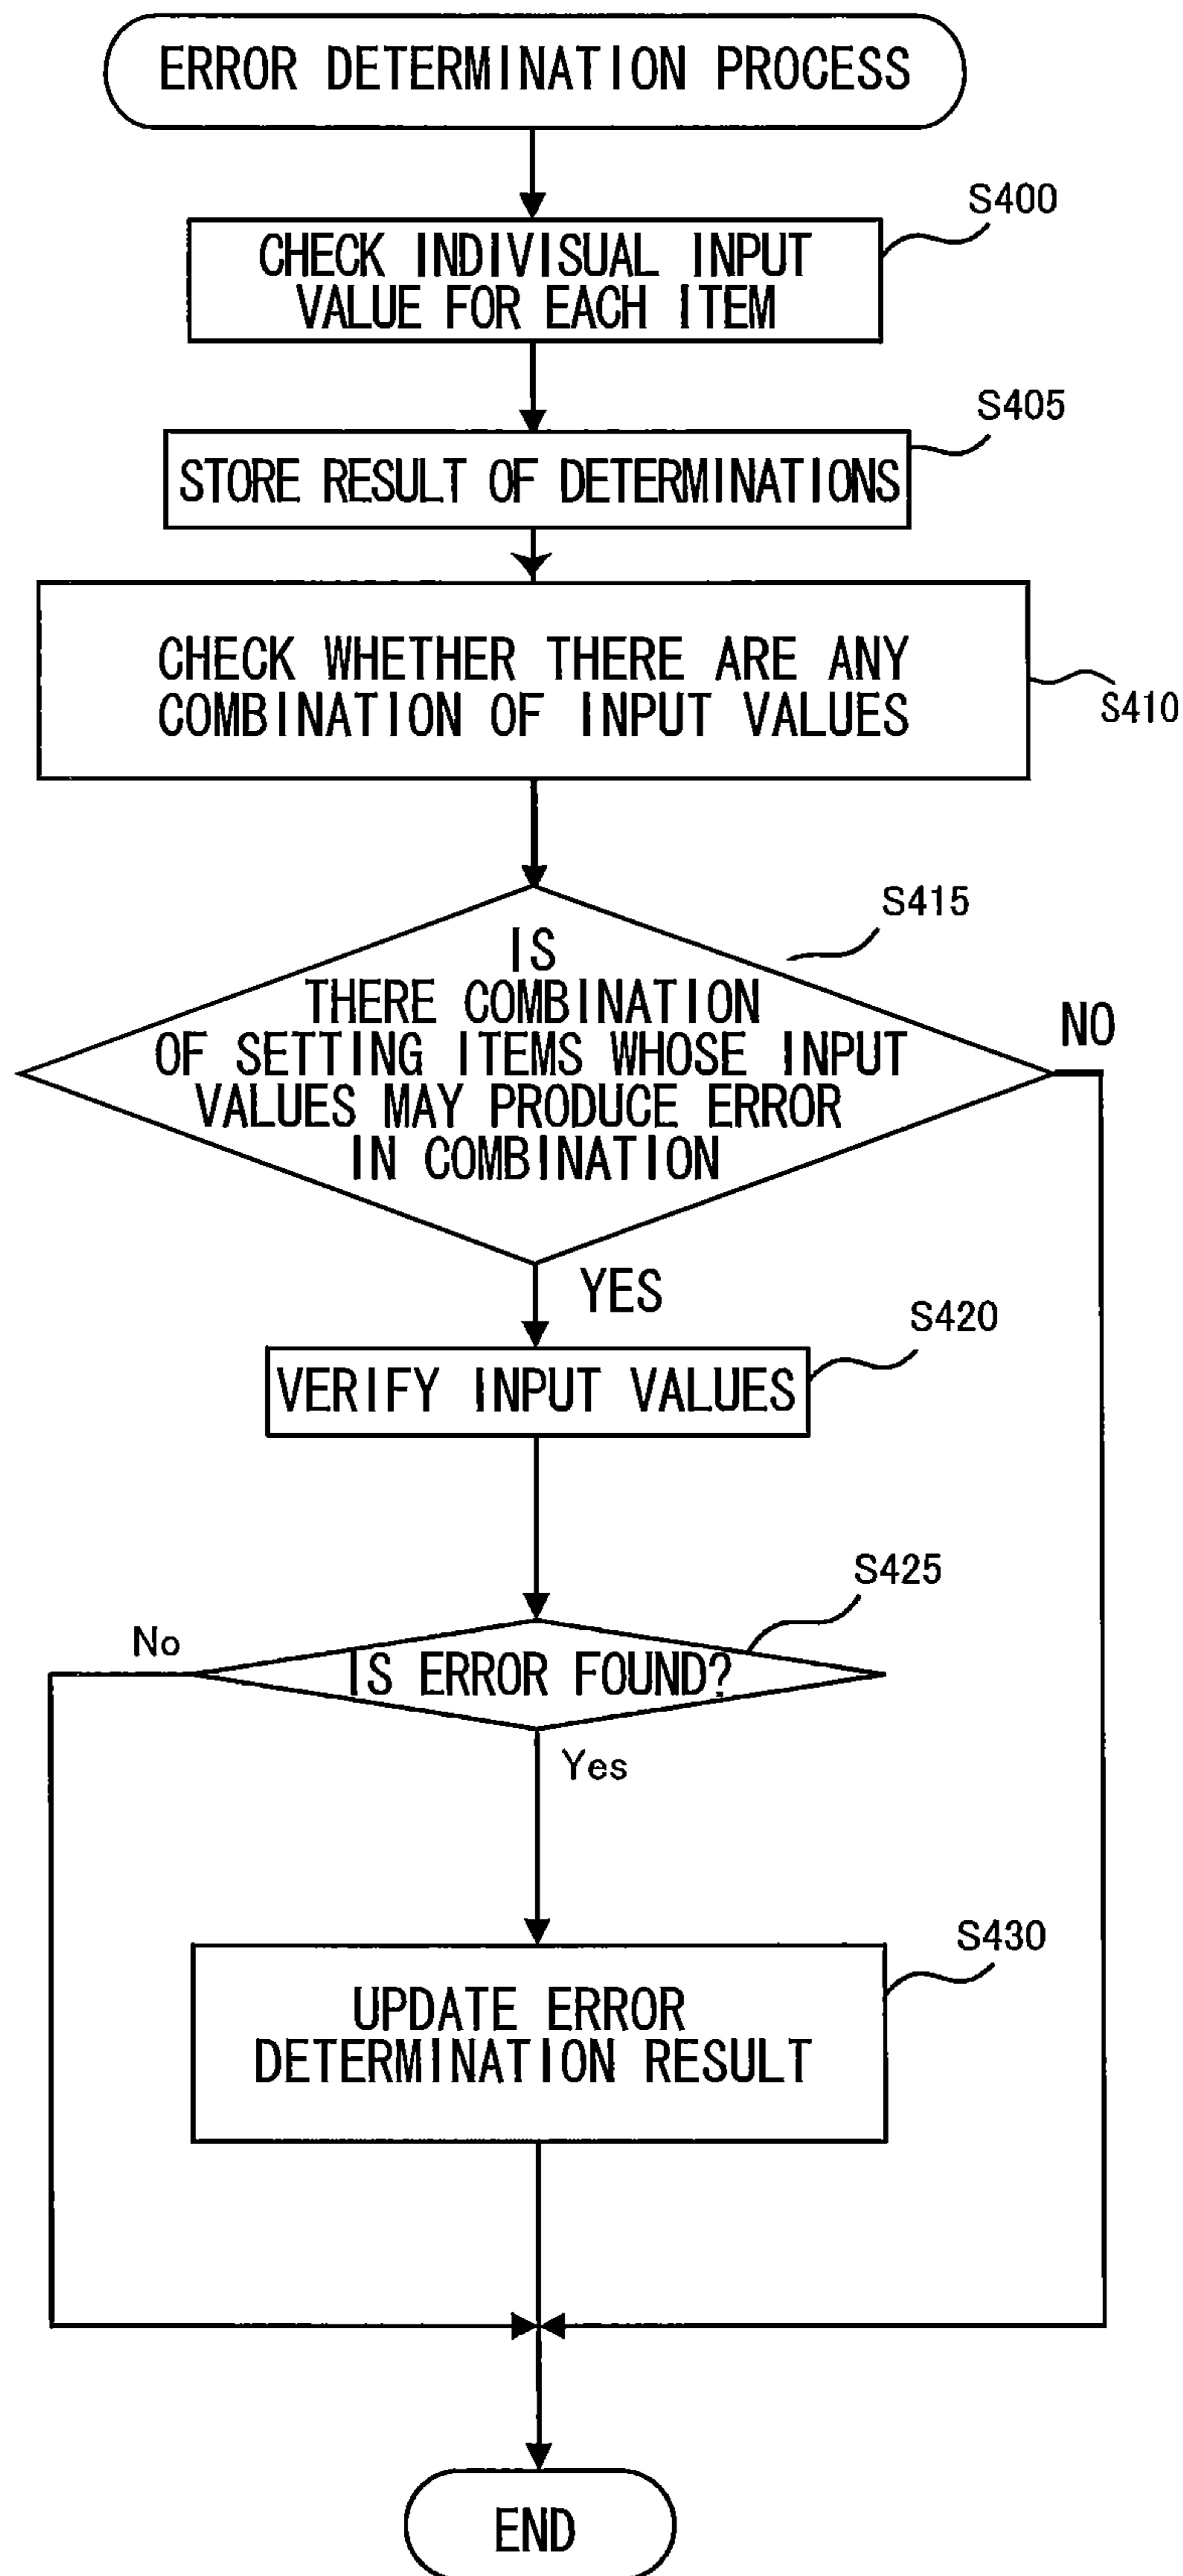 ERROR DETERMINATION PROCESS
S400
CHECK INDIVISUAL INPUT
VALUE FOR EACH ITEM
S405
STORE RESULT OF DETERMINATIONS
CHECK WHETHER THERE ARE ANY
COMBINATION OF INPUT VALUES
S410
S415
IS
THERE COMBINATION
OF SETTING ITEMS WHOSE INPUT
VALUES MAY PRODUCE ERROR
IN COMBINATION
NO
YES
S420
VERIFY INPUT VALUES
S425
No
IS ERROR FOUND?
Yes
S430
UPDATE ERROR
DETERMINATION RESULT
END